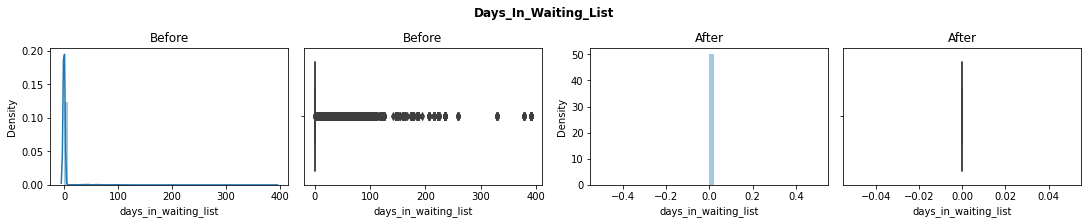 Days_In_Waiting_List
Before
Before
After
After
0.20
0.15
0.10
0.05
0.00
Density
0 100 200 300 400
days_in_waiting_list
0 100 200 300 400
days_in_waiting_list
50
40
30
20
10
0
Density
−0.4 −0.2 0.0 0.2 0.4
days_in_waiting_list
−0.04 −0.02 0.00 0.02 0.04
days_in_waiting_list